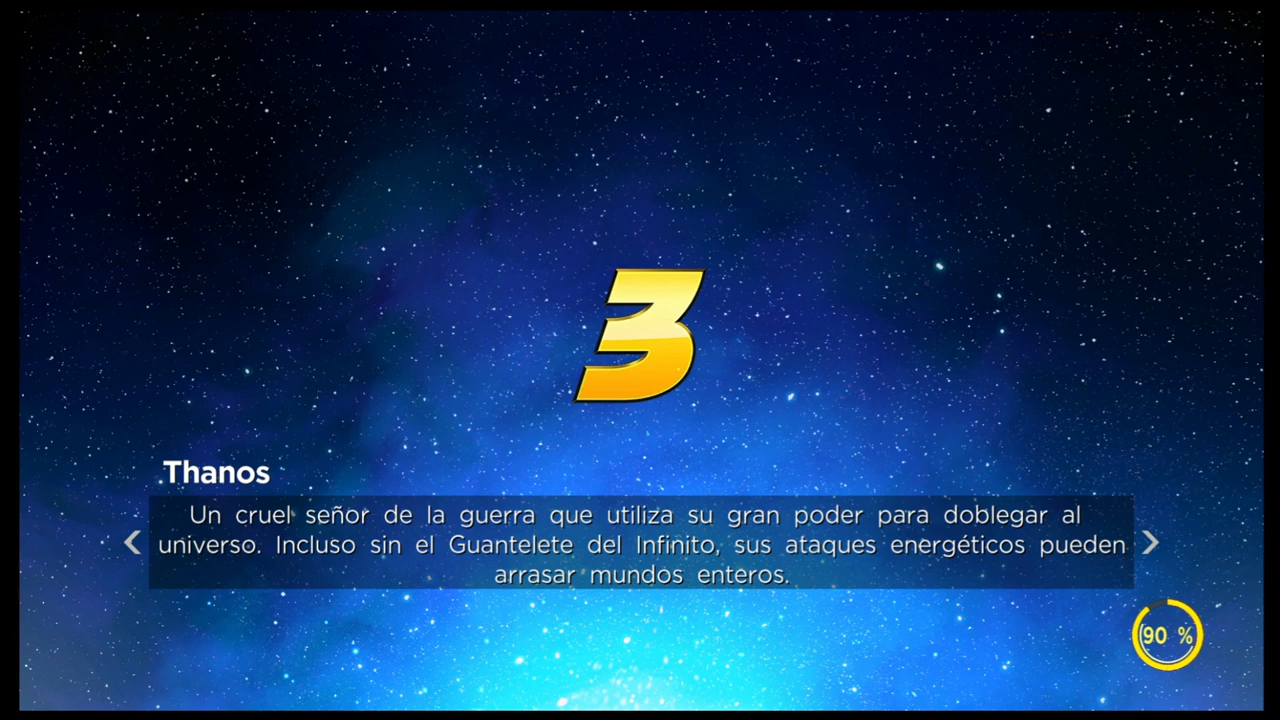 3
Thanos
Un cruel señor de la guerra que utiliza su gran poder para doblegar al
universo. Incluso sin el Guantelete del Infinito, sus ataques energéticos pueden
arrasar mundos enteros.
90 %